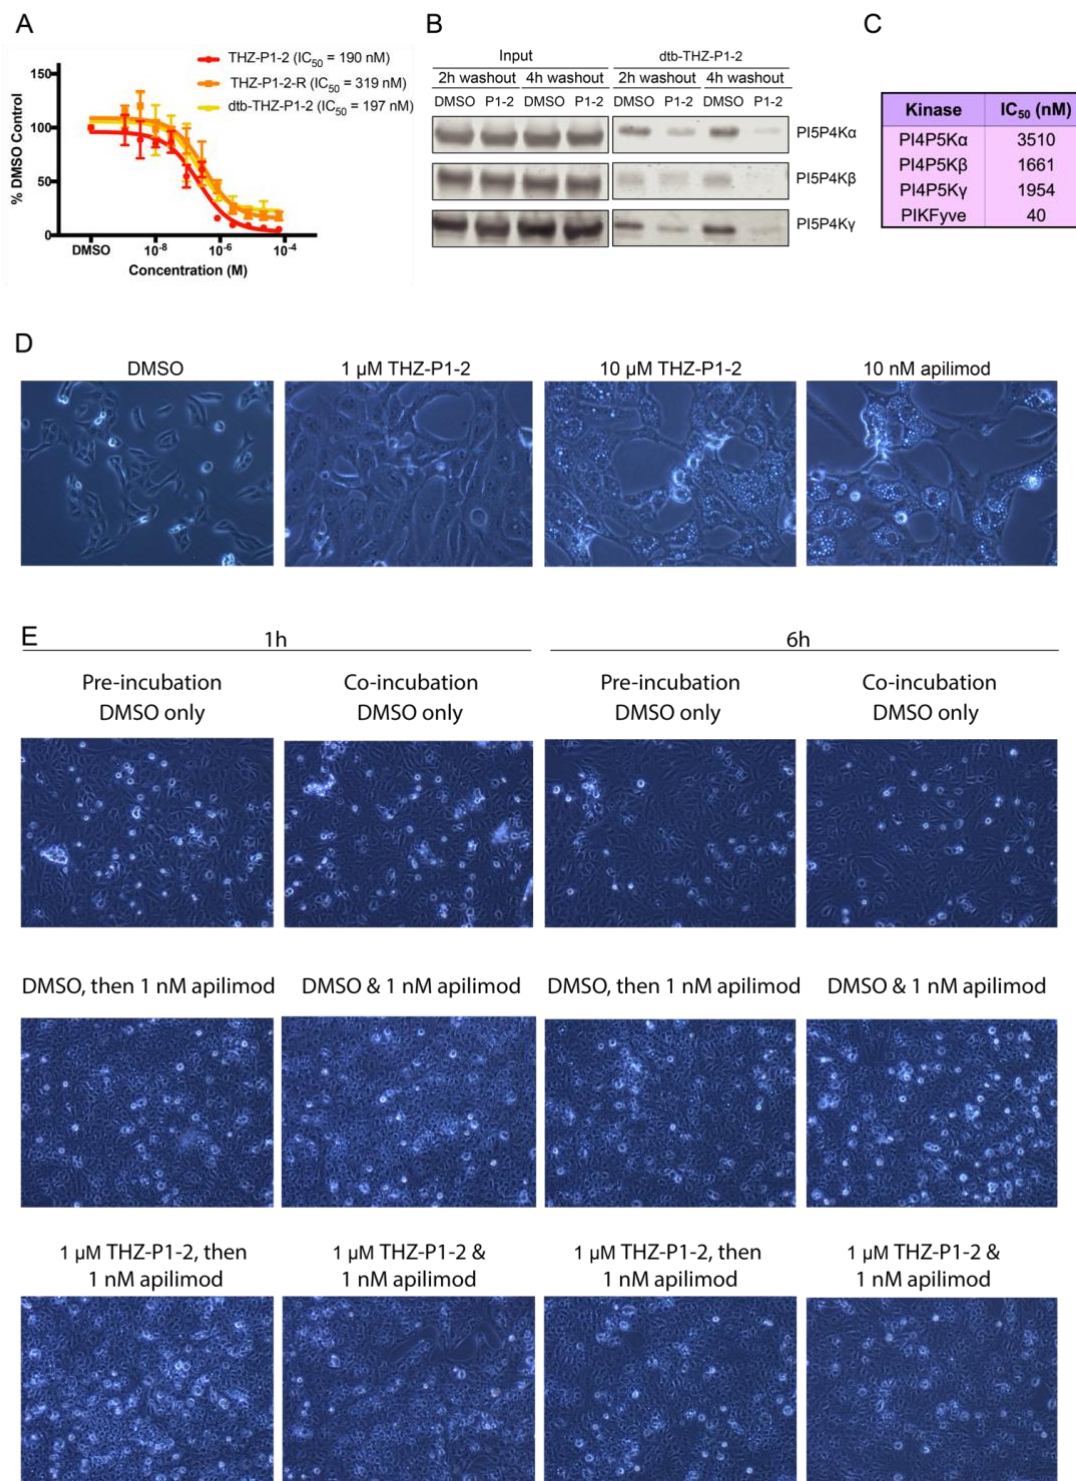 A
150
100
50
0
% DMSO Control
DMSO
10⁻⁸
10⁻⁶
10⁻⁴
Concentration (M)
THZ-P1-2 (IC₅₀ = 190 nM)
THZ-P1-2-R (IC₅₀ = 319 nM)
dtb-THZ-P1-2 (IC₅₀ = 197 nM)
B
Input
dtb-THZ-P1-2
2h washout 4h washout 2h washout 4h washout
DMSO P1-2 DMSO P1-2 DMSO P1-2 DMSO P1-2
PI5P4Kα
PI5P4Kβ
PI5P4Kγ
C
Kinase IC₅₀ (nM)
PI4P5Kα 3510
PI4P5Kβ 1661
PI4P5Kγ 1954
PIKFyve 40
D
DMSO
1 µM THZ-P1-2
10 µM THZ-P1-2
10 nM apilimod
E
1h
6h
Pre-incubation
DMSO only
Co-incubation
DMSO only
Pre-incubation
DMSO only
Co-incubation
DMSO only
DMSO, then 1 nM apilimod
DMSO & 1 nM apilimod
DMSO, then 1 nM apilimod
DMSO & 1 nM apilimod
1 µM THZ-P1-2, then
1 nM apilimod
1 µM THZ-P1-2 &
1 nM apilimod
1 µM THZ-P1-2, then
1 nM apilimod
1 µM THZ-P1-2 &
1 nM apilimod